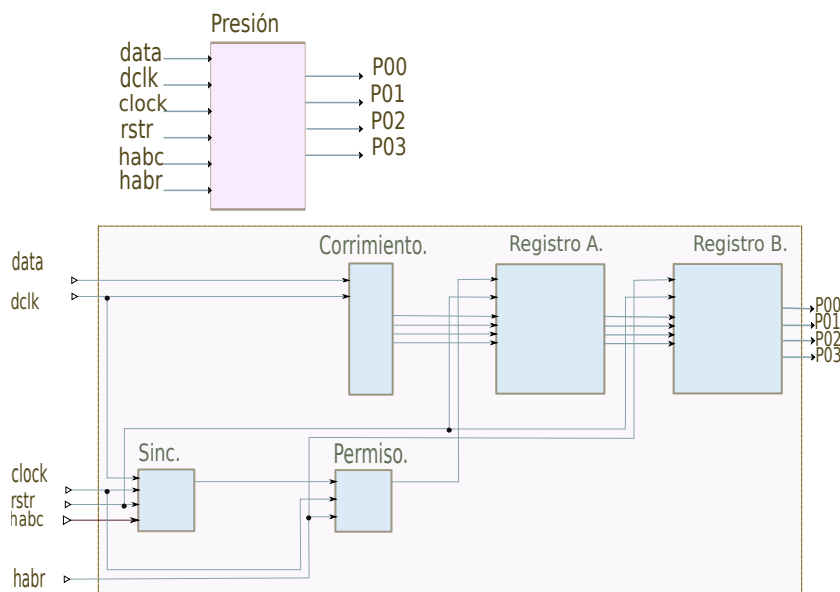 Presión
data
dclk
clock
rstr
habc
habr
P00
P01
P02
P03
Corrimiento.
Registro A.
Registro B.
data
dclk
P00
P01
P02
P03
Sinc.
Permiso.
clock
rstr
habc
habr